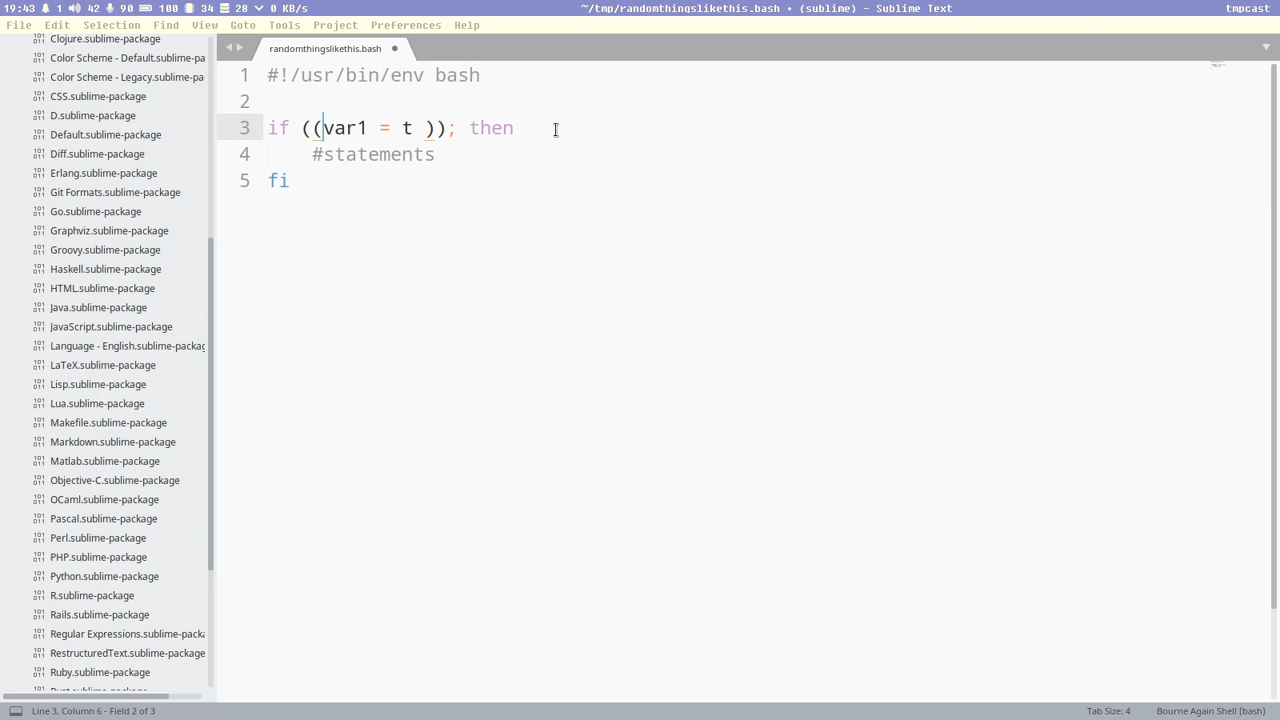 19:43 1 42 90 100 34 28 0 KB/s ~/tmp/randomthingslikethis.bash • (sublime) - Sublime Text tmpcast
File Edit Selection Find View Goto Tools Project Preferences Help
Clojure.sublime-package
Color Scheme - Default.sublime-pa
Color Scheme - Legacy.sublime-pa
CSS.sublime-package
D.sublime-package
Default.sublime-package
Diff.sublime-package
Erlang.sublime-package
Git Formats.sublime-package
Go.sublime-package
Graphviz.sublime-package
Groovy.sublime-package
Haskell.sublime-package
HTML.sublime-package
Java.sublime-package
JavaScript.sublime-package
Language - English.sublime-packag
LaTeX.sublime-package
Lisp.sublime-package
Lua.sublime-package
Makefile.sublime-package
Markdown.sublime-package
Matlab.sublime-package
Objective-C.sublime-package
OCaml.sublime-package
Pascal.sublime-package
Perl.sublime-package
PHP.sublime-package
Python.sublime-package
R.sublime-package
Rails.sublime-package
Regular Expressions.sublime-packa
RestructuredText.sublime-package
Ruby.sublime-package
randomthingslikethis.bash
1 #!/usr/bin/env bash
2
3 if ((var1 = t )); then
4     #statements
5 fi
Line 3, Column 6 - Field 2 of 3
Tab Size: 4
Bourne Again Shell (bash)